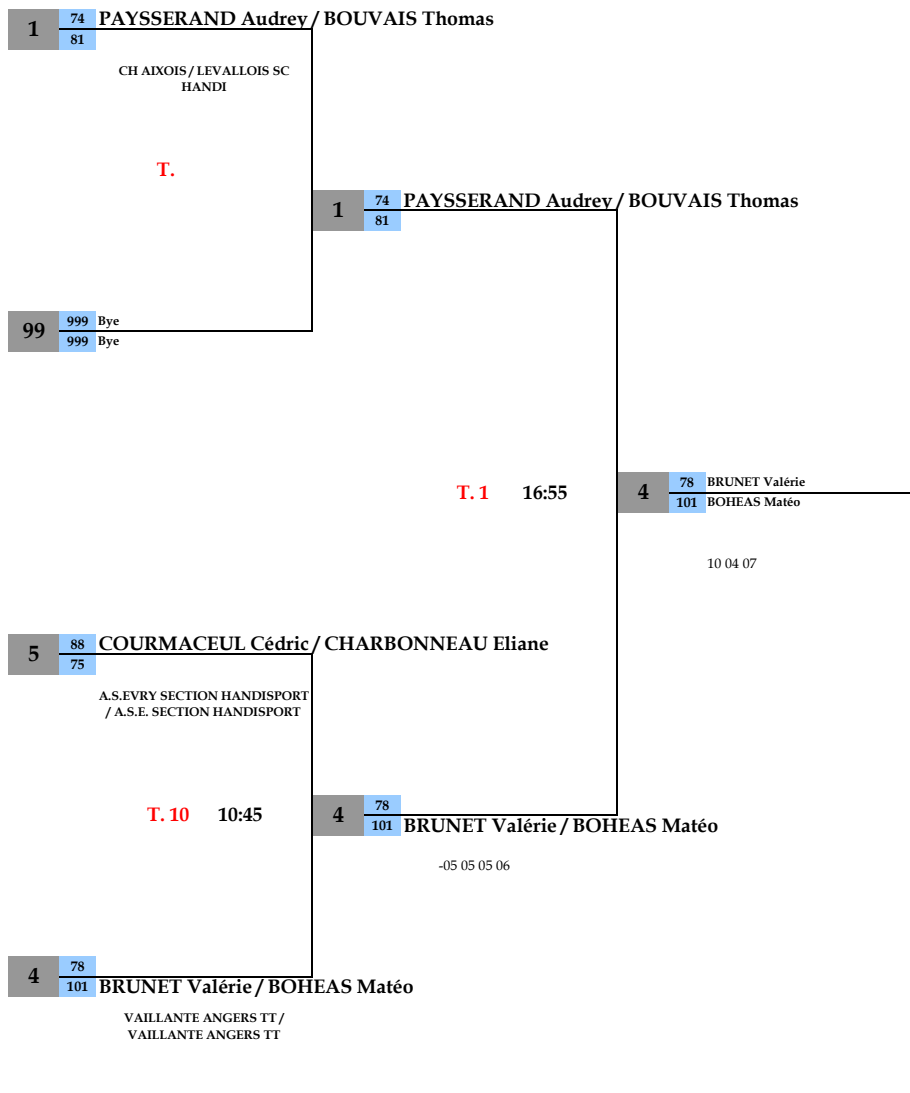 1 74 PAYSSERAND Audrey / BOUVAIS Thomas
81
CH AIXOIS / LEVALLOIS SC
HANDI
T.
1 74 PAYSSERAND Audrey / BOUVAIS Thomas
81
99 999 Bye
999 Bye
T. 1 16:55
4 78 BRUNET Valérie
101 BOHEAS Matéo
10 04 07
5 88 COURMACEUL Cédric / CHARBONNEAU Eliane
75
A.S.EVRY SECTION HANDISPORT
/ A.S.E. SECTION HANDISPORT
T. 10 10:45
4 78
101 BRUNET Valérie / BOHEAS Matéo
-05 05 05 06
4 78
101 BRUNET Valérie / BOHEAS Matéo
VAILLANTE ANGERS TT /
VAILLANTE ANGERS TT